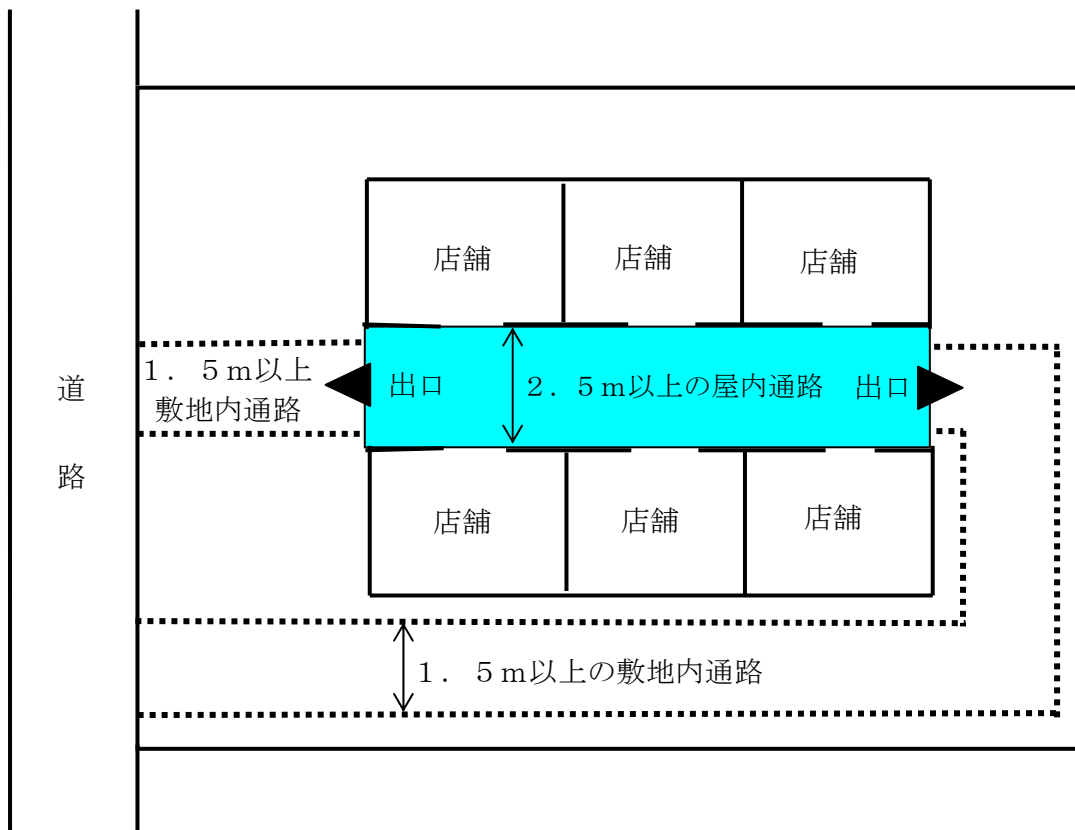 店舗
店舗
店舗
道路
1.5m以上
敷地内通路
出口
2.5m以上の屋内通路
出口
店舗
店舗
店舗
1.5m以上の敷地内通路